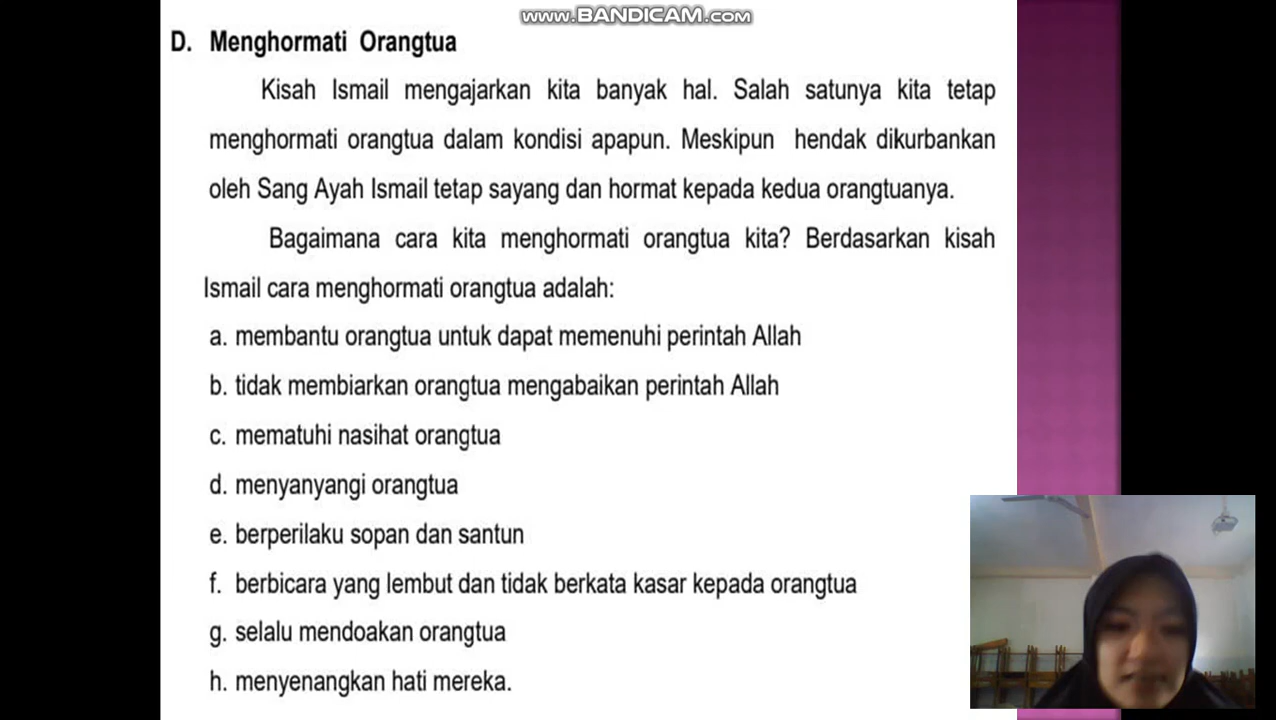 www.BANDICAM.com
D. Menghormati Orangtua
Kisah Ismail mengajarkan kita banyak hal. Salah satunya kita tetap
menghormati orangtua dalam kondisi apapun. Meskipun hendak dikurbankan
oleh Sang Ayah Ismail tetap sayang dan hormat kepada kedua orangtuanya.
Bagaimana cara kita menghormati orangtua kita? Berdasarkan kisah
Ismail cara menghormati orangtua adalah:
a. membantu orangtua untuk dapat memenuhi perintah Allah
b. tidak membiarkan orangtua mengabaikan perintah Allah
c. mematuhi nasihat orangtua
d. menyanyangi orangtua
e. berperilaku sopan dan santun
f. berbicara yang lembut dan tidak berkata kasar kepada orangtua
g. selalu mendoakan orangtua
h. menyenangkan hati mereka.